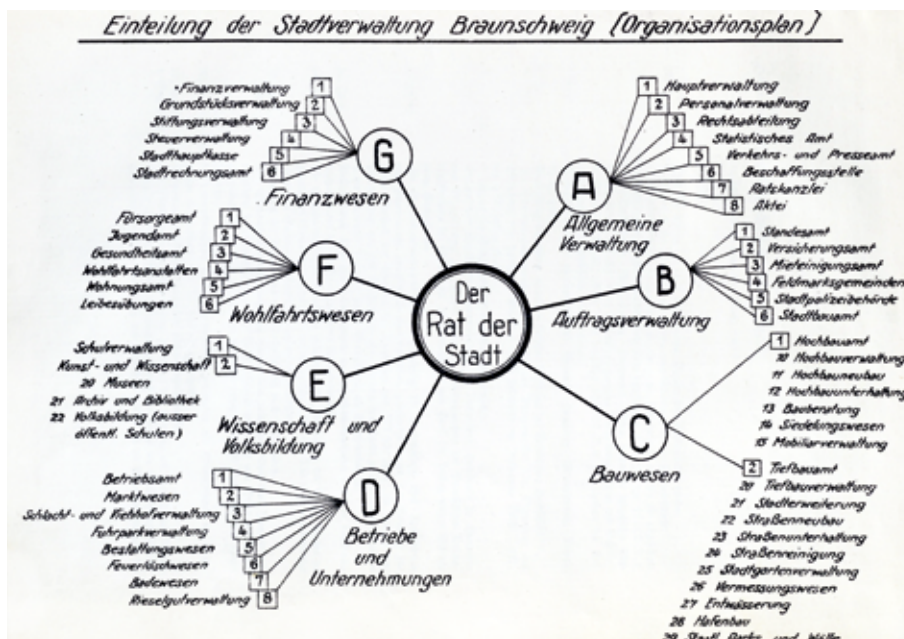 Einteilung der Stadtverwaltung Braunschweig [Organisationsplan]
Der
Rat der
Stadt
A
Allgemeine
Verwaltung
1 Hauptverwaltung
2 Personalverwaltung
3 Rechtsabteilung
4 Statistisches Amt
5 Verkehrs- und Presseamt
6 Beschaffungsstelle
7 Ratskanzlei
8 Aktei
B
Auftragsverwaltung
1 Standesamt
2 Versicherungsamt
3 Mieteinigungsamt
4 Feldmarksgemeinden
5 Stadtpolizeibehörde
6 Stadtbauamt
C
Bauwesen
1 Hochbauamt
10 Hochbauverwaltung
11 Hochbauneubau
12 Hochbauunterhaltung
13 Bauberatung
14 Siedelungswesen
15 Mobiliarverwaltung
2 Tiefbauamt
20 Tiefbauverwaltung
21 Stadterweiterung
22 Straßenneubau
23 Straßenunterhaltung
24 Straßenreinigung
25 Stadtgartenverwaltung
26 Vermessungswesen
27 Entwässerung
28 Hafenbau
29 Städt. Parks und Wälle
D
Betriebe
und
Unternehmungen
Betriebsamt 1
Marktwesen 2
Schlacht- und Viehhofverwaltung 3
Fuhrparkverwaltung 4
Bestattungswesen 5
Feuerlöschwesen 6
Badewesen 7
Rieselgutverwaltung 8
E
Wissenschaft und
Volksbildung
Schulverwaltung 1
Kunst- und Wissenschaft 2
20 Museen
21 Archiv und Bibliothek
22 Volksbildung (ausser
öffentl. Schulen)
F
Wohlfahrtswesen
Fürsorgeamt 1
Jugendamt 2
Gesundheitsamt 3
Wohlfahrtsanstalten 4
Wohnungsamt 5
Leibesübungen 6
G
Finanzwesen
Finanzverwaltung 1
Grundstücksverwaltung 2
Stiftungsverwaltung 3
Steuerverwaltung 4
Stadthauptkasse 5
Stadtrechnungsamt 6